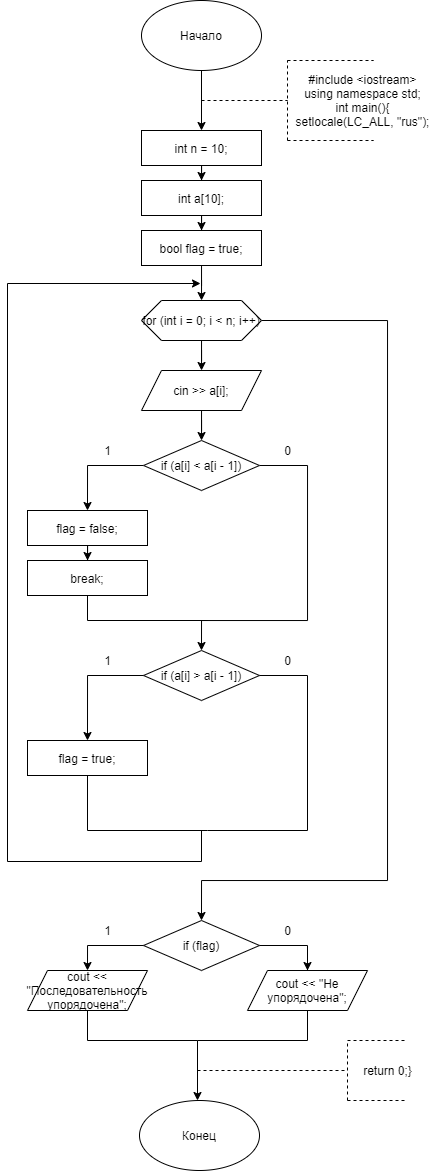 Начало
#include <iostream>
using namespace std;
int main(){
setlocale(LC_ALL, "rus");
int n = 10;
int a[10];
bool flag = true;
for (int i = 0; i < n; i++)
cin >> a[i];
if (a[i] < a[i - 1])
1
0
flag = false;
break;
if (a[i] > a[i - 1])
1
0
flag = true;
if (flag)
1
0
cout <<
"Последовательность
упорядочена";
cout << "Не
упорядочена";
return 0;}
Конец